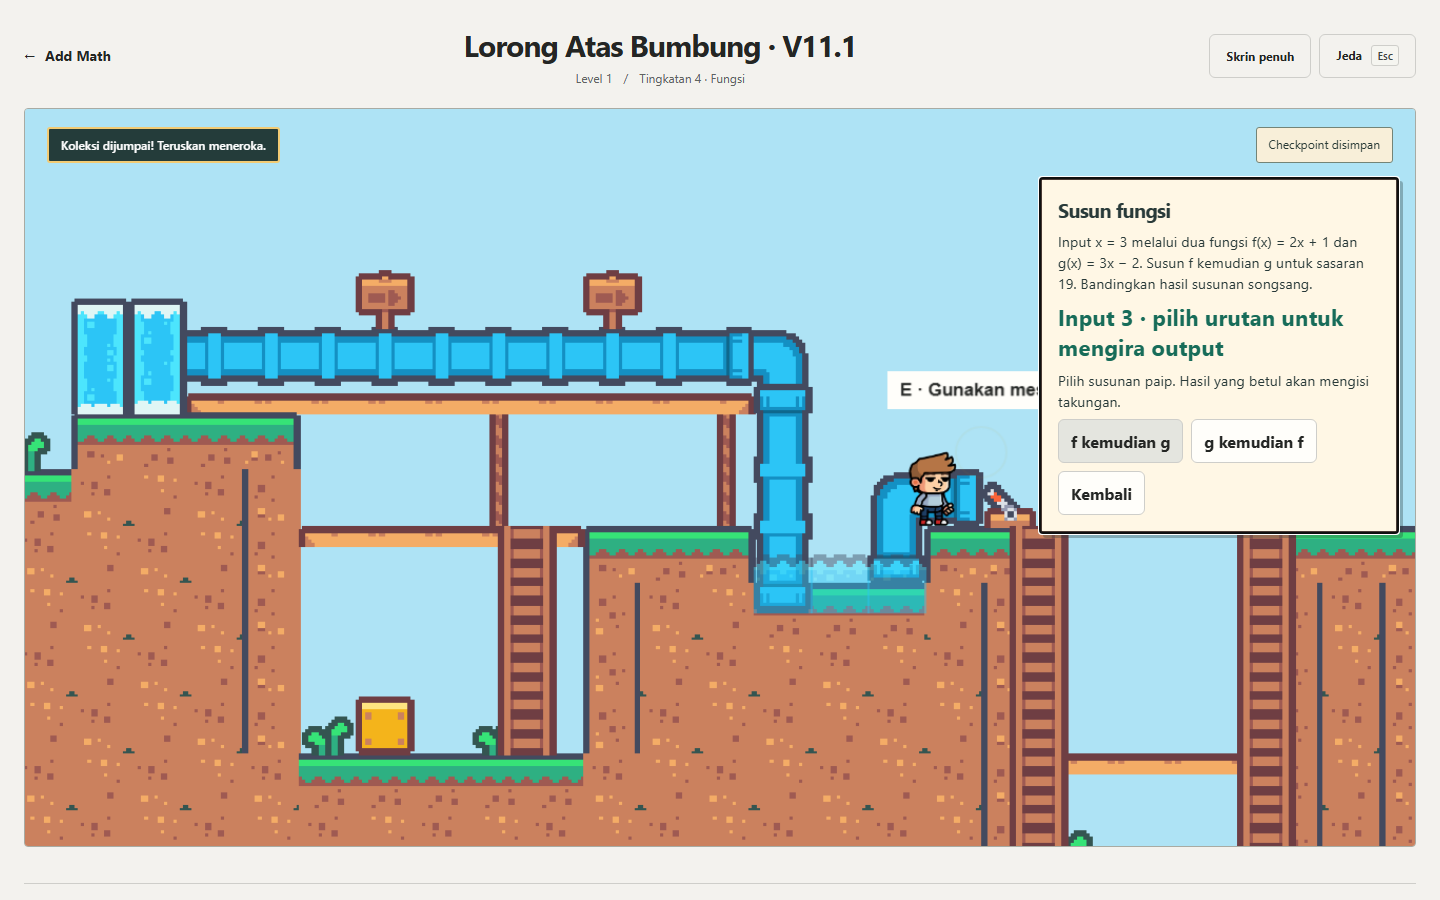 ← Add Math
Lorong Atas Bumbung · V11.1
Level 1 / Tingkatan 4 · Fungsi
Skrin penuh
Jeda Esc
Koleksi dijumpai! Teruskan meneroka.
Checkpoint disimpan
Susun fungsi
Input x = 3 melalui dua fungsi f(x) = 2x + 1 dan
g(x) = 3x − 2. Susun f kemudian g untuk sasaran
19. Bandingkan hasil susunan songsang.
Input 3 · pilih urutan untuk
mengira output
Pilih susunan paip. Hasil yang betul akan mengisi
takungan.
f kemudian g
g kemudian f
Kembali
E · Gunakan